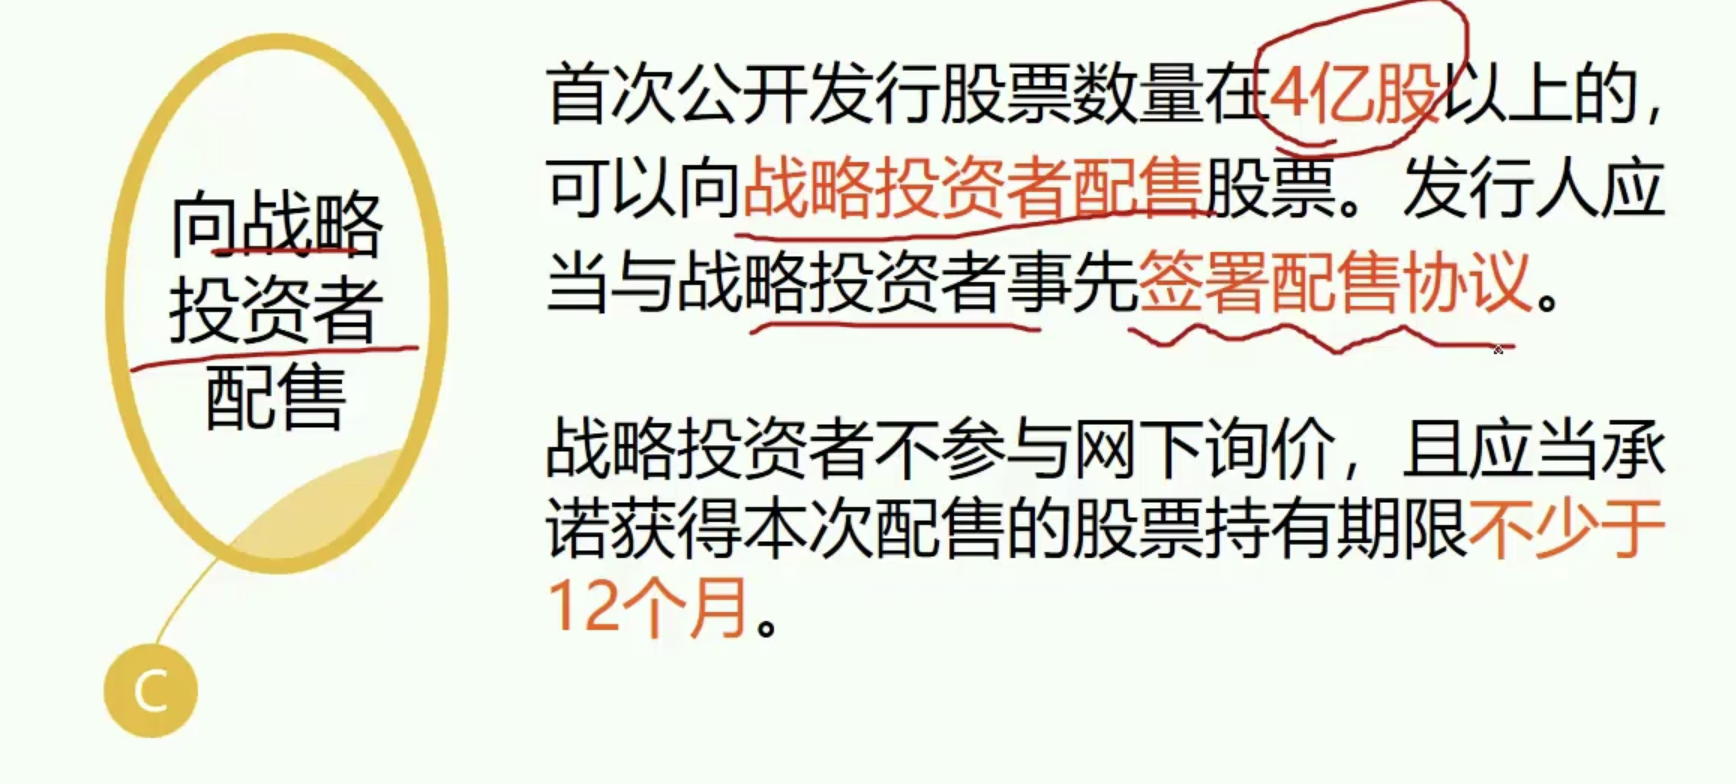 向战略
投资者
配售
C
首次公开发行股票数量在4亿股以上的,
可以向战略投资者配售股票。发行人应
当与战略投资者事先签署配售协议。
战略投资者不参与网下询价，且应当承
诺获得本次配售的股票持有期限不少于
12个月。